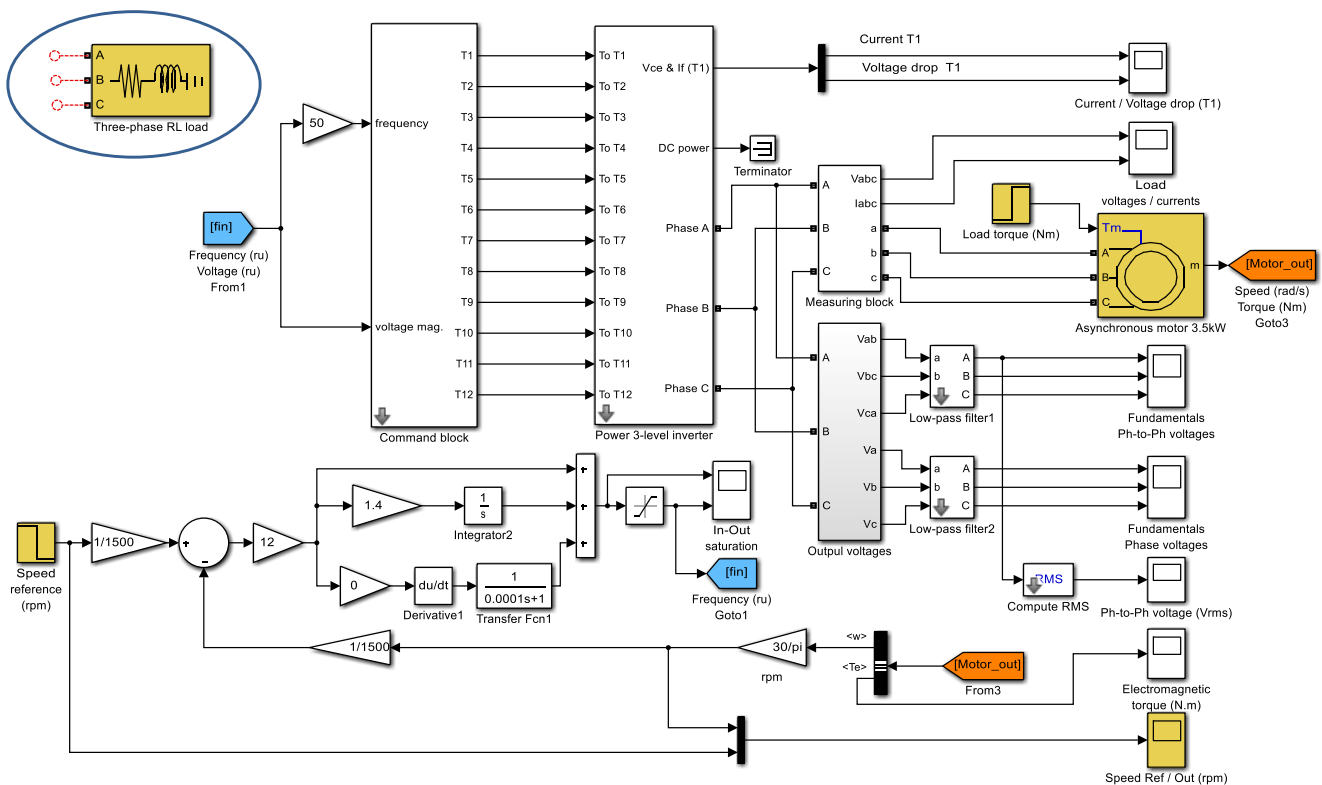 A
B
C
Three-phase RL load
50
[fin]
Frequency (ru)
Voltage (ru)
From1
frequency
voltage mag.
T1
T2
T3
T4
T5
T6
T7
T8
T9
T10
T11
T12
Command block
To T1
To T2
To T3
To T4
To T5
To T6
To T7
To T8
To T9
To T10
To T11
To T12
Vce & If (T1)
DC power
Phase A
Phase B
Phase C
Power 3-level inverter
Current T1
Voltage drop T1
Current / Voltage drop (T1)
Terminator
A
B
C
Vabc
Iabc
a
b
c
Measuring block
Load
voltages / currents
Load torque (Nm)
Tm
A
B
C
m
Asynchronous motor 3.5kW
[Motor_out]
Speed (rad/s)
Torque (Nm)
Goto3
A
B
C
Vab
Vbc
Vca
Va
Vb
Vc
Output voltages
a
b
c
A
B
C
Low-pass filter1
Fundamentals
Ph-to-Ph voltages
a
b
c
A
B
C
Low-pass filter2
Fundamentals
Phase voltages
RMS
Compute RMS
Ph-to-Ph voltage (Vrms)
Speed
reference
(rpm)
1/1500
+
-
12
1.4
1
s
Integrator2
0
du/dt
Derivative1
1
0.0001s+1
Transfer Fcn1
+
+
+
In-Out
saturation
[fin]
Frequency (ru)
Goto1
1/1500
30/pi
rpm
<w>
<Te>
[Motor_out]
From3
Electromagnetic
torque (N.m)
Speed Ref / Out (rpm)